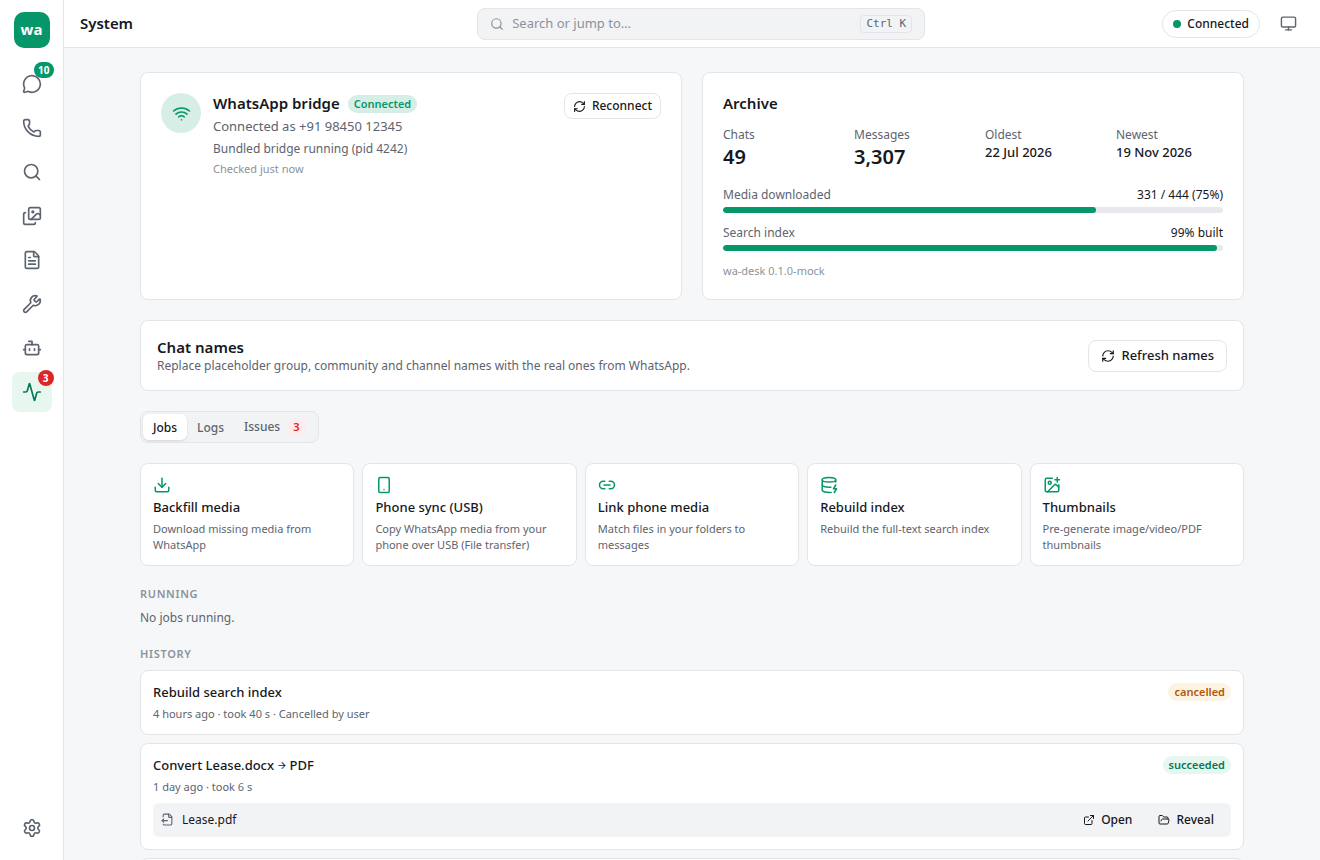 wa
System
Search or jump to...
Ctrl K
Connected
10
3
WhatsApp bridge
Connected
Connected as +91 98450 12345
Bundled bridge running (pid 4242)
Checked just now
Reconnect
Archive
Chats
49
Messages
3,307
Oldest
22 Jul 2026
Newest
19 Nov 2026
Media downloaded
331 / 444 (75%)
Search index
99% built
wa-desk 0.1.0-mock
Chat names
Replace placeholder group, community and channel names with the real ones from WhatsApp.
Refresh names
Jobs
Logs
Issues
3
Backfill media
Download missing media from
WhatsApp
Phone sync (USB)
Copy WhatsApp media from your
phone over USB (File transfer)
Link phone media
Match files in your folders to
messages
Rebuild index
Rebuild the full-text search index
Thumbnails
Pre-generate image/video/PDF
thumbnails
RUNNING
No jobs running.
HISTORY
Rebuild search index
cancelled
4 hours ago · took 40 s · Cancelled by user
Convert Lease.docx → PDF
succeeded
1 day ago · took 6 s
Lease.pdf
Open
Reveal